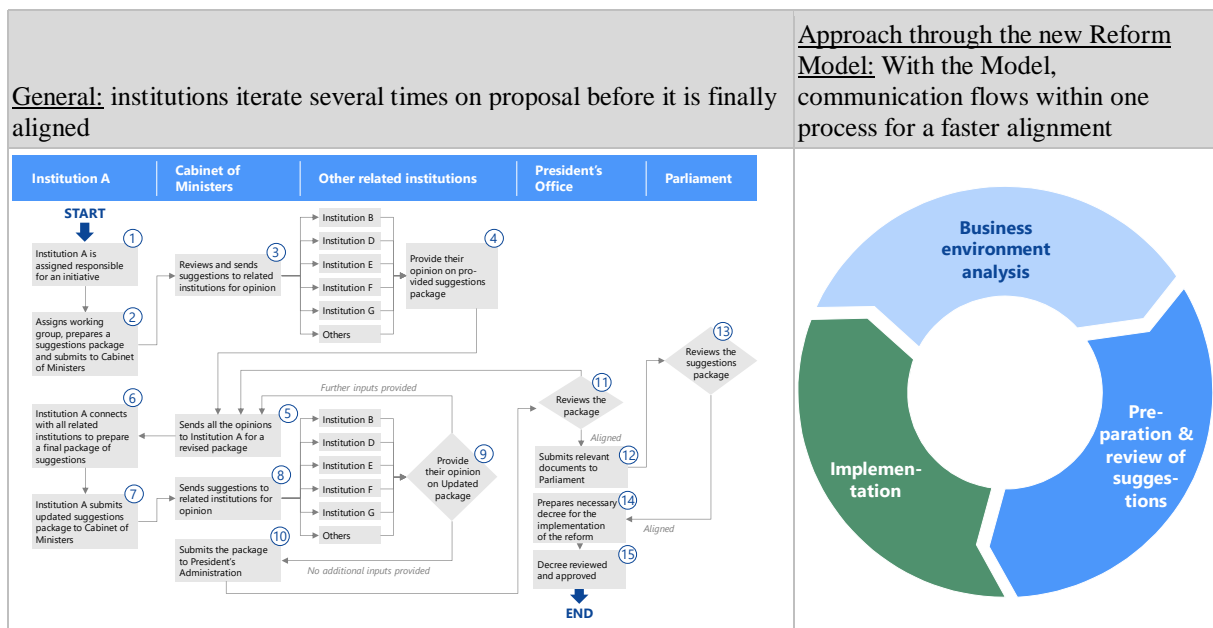 General: institutions iterate several times on proposal before it is finally
aligned
Approach through the new Reform
Model: With the Model,
communication flows within one
process for a faster alignment
Institution A
Cabinet of
Ministers
Other related institutions
President's
Office
Parliament
START
1
Institution A is
assigned responsible
for an initiative
2
Assigns working
group, prepares a
suggestions package
and submits to Cabinet
of Ministers
3
Reviews and sends
suggestions to related
institutions for opinion
Institution B
Institution D
Institution E
Institution F
Institution G
Others
4
Provide their
opinion on pro-
vided suggestions
package
13
Reviews the
suggestions
package
Further inputs provided
6
Institution A connects
with all related
institutions to prepare
a final package of
suggestions
5
Sends all the opinions
to Institution A for a
revised package
7
Institution A submits
updated suggestions
package to Cabinet of
Ministers
8
Sends suggestions to
related institutions for
opinion
Institution B
Institution D
Institution E
Institution F
Institution G
Others
9
Provide
their opinion
on Updated
package
10
Submits the package
to President's
Administration
No additional inputs provided
11
Reviews the
package
Aligned
12
Submits relevant
documents to
Parliament
14
Prepares necessary
decree for the
implementation
of the reform
Aligned
15
Decree reviewed
and approved
END
Business
environment
analysis
Pre-
paration &
review of
sugges-
tions
Implemen-
tation